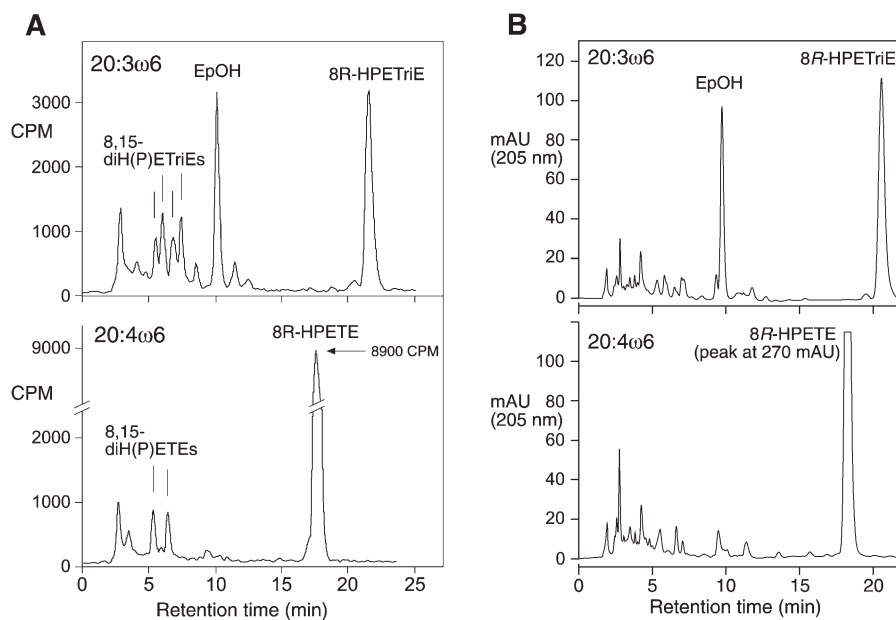 A
20:3ω6
EpOH
8R-HPETriE
3000
CPM
8,15-
diH(P)ETriEs
2000
1000
0
20:4ω6
8R-HPETE
9000
8900 CPM
CPM
8,15-
diH(P)ETEs
2000
1000
0
0 5 10 15 20 25
Retention time (min)
B
120
20:3ω6
8R-HPETriE
100
EpOH
80
mAU
(205 nm)
60
40
20
0
20:4ω6
8R-HPETE
(peak at 270 mAU)
100
mAU
(205 nm)
80
60
40
20
0
0 5 10 15 20
Retention time (min)